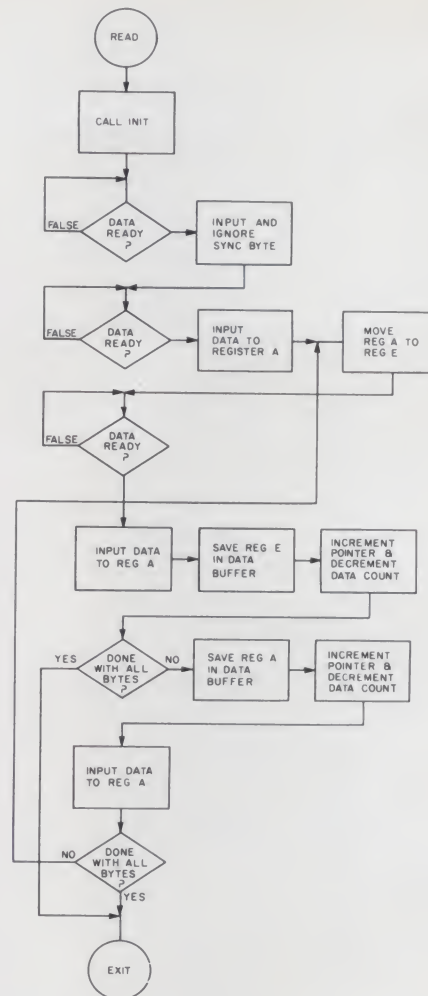 READ
CALL INIT
FALSE
DATA
READY
?
INPUT AND
IGNORE
SYNC BYTE
FALSE
DATA
READY
?
INPUT
DATA TO
REGISTER A
MOVE
REG A TO
REG E
FALSE
DATA
READY
?
INPUT DATA
TO REG A
SAVE REG E
IN DATA
BUFFER
INCREMENT
POINTER &
DECREMENT
DATA COUNT
YES
DONE
WITH ALL
BYTES
?
NO
SAVE REG A
IN DATA
BUFFER
INCREMENT
POINTER &
DECREMENT
DATA COUNT
INPUT DATA
TO REG A
NO
DONE
WITH ALL
BYTES
?
YES
EXIT